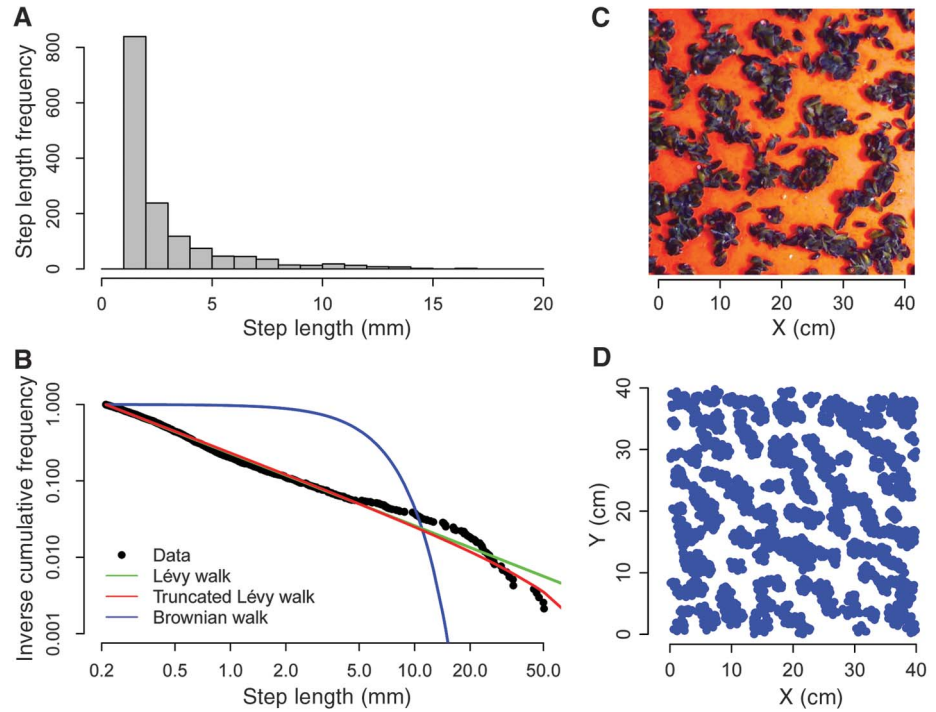 A
Step length frequency
800
600
400
200
0
0 5 10 15 20
Step length (mm)
B
Inverse cumulative frequency
1.000
0.100
0.010
0.001
Data
Lévy walk
Truncated Lévy walk
Brownian walk
0.2 0.5 1.0 2.0 5.0 10.0 20.0 50.0
Step length (mm)
C
0 10 20 30 40
X (cm)
D
Y (cm)
40
30
20
10
0
0 10 20 30 40
X (cm)